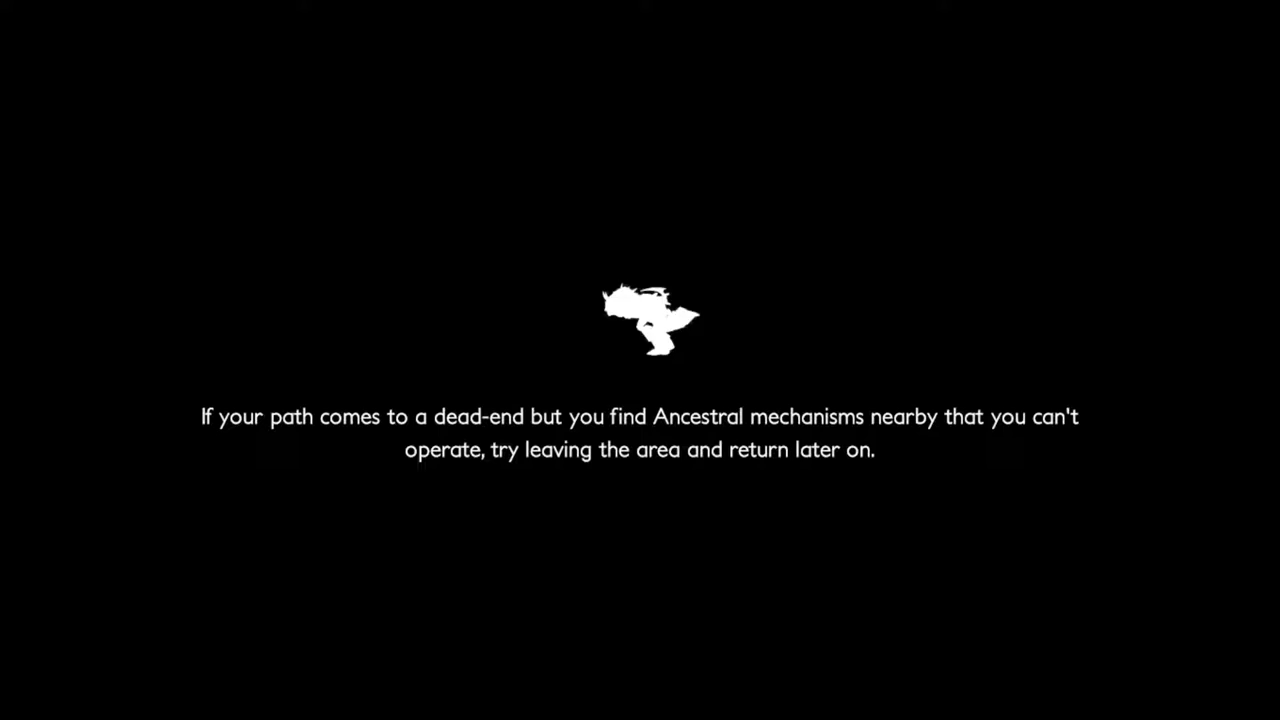 If your path comes to a dead-end but you find Ancestral mechanisms nearby that you can't
operate, try leaving the area and return later on.